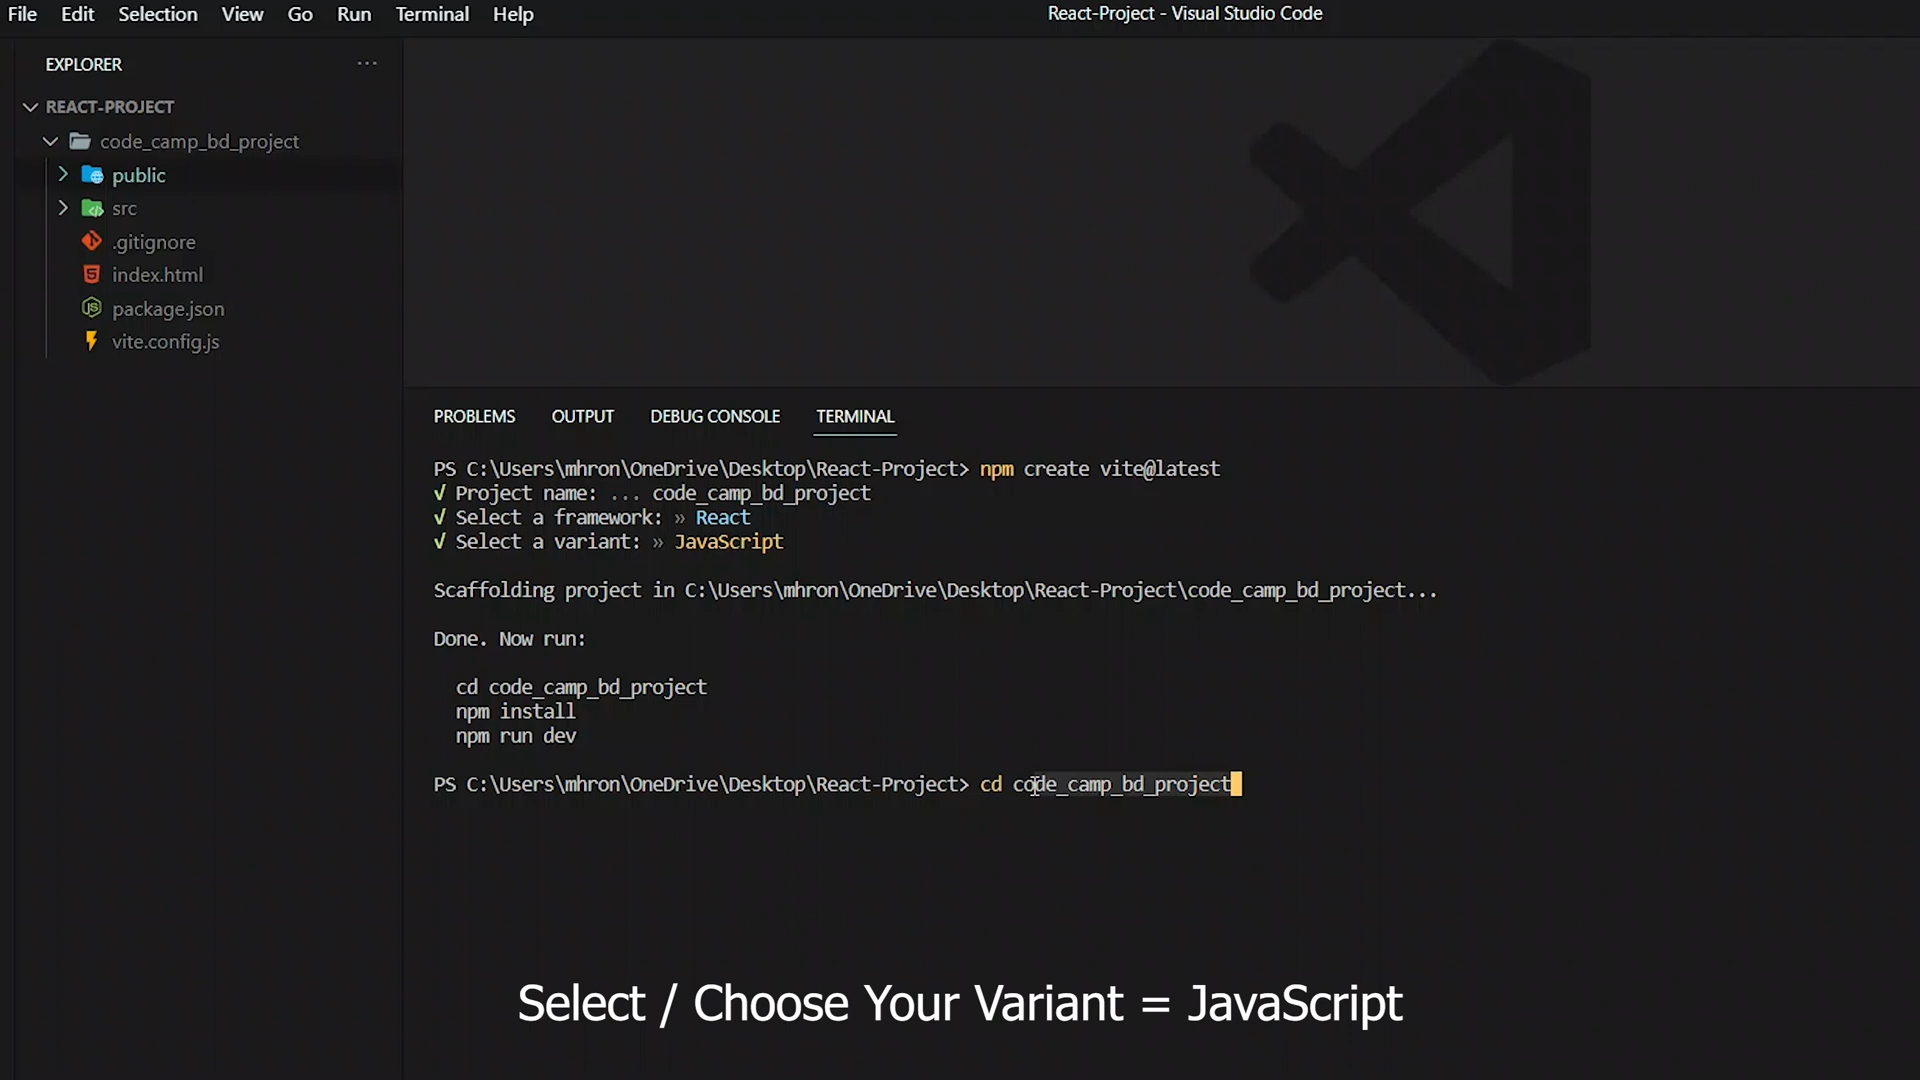 File Edit Selection View Go Run Terminal Help
React-Project - Visual Studio Code
EXPLORER ...
REACT-PROJECT
code_camp_bd_project
public
src
.gitignore
index.html
package.json
vite.config.js
PROBLEMS OUTPUT DEBUG CONSOLE TERMINAL
PS C:\Users\mhron\OneDrive\Desktop\React-Project> npm create vite@latest
√ Project name: ... code_camp_bd_project
√ Select a framework: » React
√ Select a variant: » JavaScript
Scaffolding project in C:\Users\mhron\OneDrive\Desktop\React-Project\code_camp_bd_project...
Done. Now run:
cd code_camp_bd_project
npm install
npm run dev
PS C:\Users\mhron\OneDrive\Desktop\React-Project> cd code_camp_bd_project
Select / Choose Your Variant = JavaScript